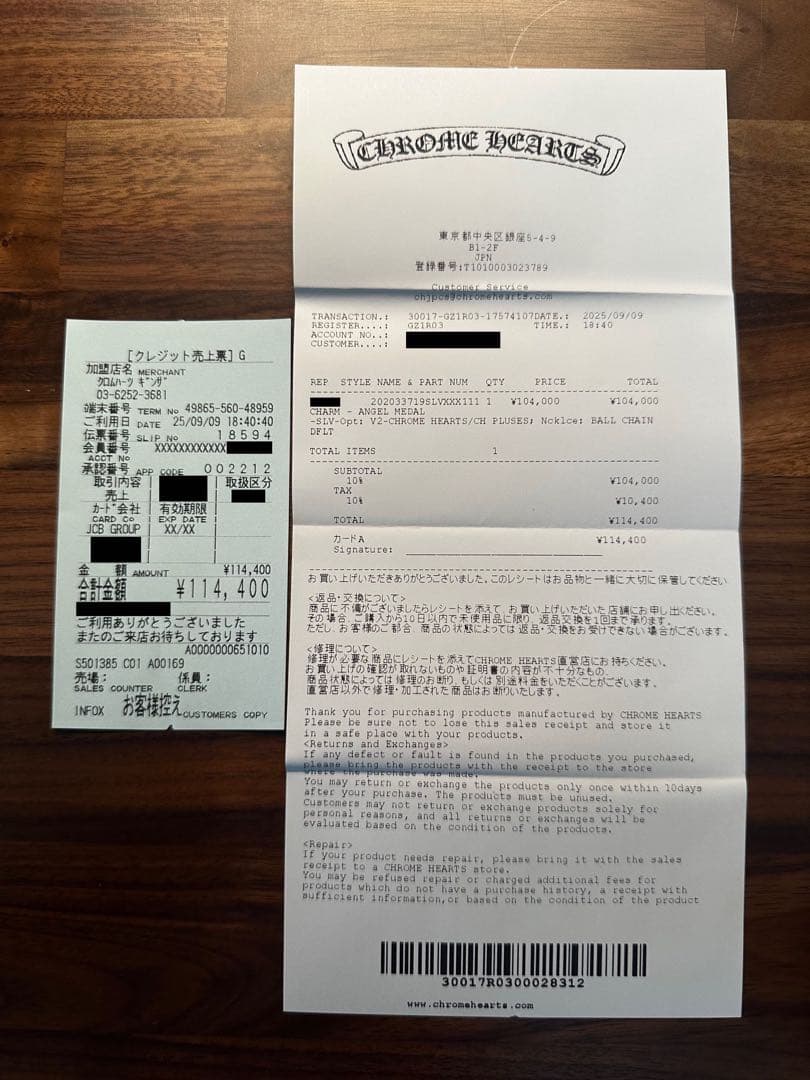 [クレジット売上票] G
加盟店名 MERCHANT
クロムハーツ ギンザ
03-6252-3681
端末番号 TERM No 49865-560-48959
ご利用日 DATE 25/09/09 18:40:40
伝票番号 SLIP No 18594
会員番号 XXXXXXXXXXXX
ACCT No
承認番号 APP CODE 002212
取引内容 取扱区分
売上
カード会社 有効期限
CARD Co EXP DATE
JCB GROUP XX/XX
金 額 AMOUNT ¥114,400
合計金額 ¥114,400
ご利用ありがとうございました
またのご来店お待ちしております
A0000000651010
S501385 C01 A00169
売場: 係員:
SALES COUNTER CLERK
INFOX お客様控え CUSTOMERS COPY
CHROME HEARTS
東京都中央区銀座6-4-9
B1-2F
JPN
登録番号:T1010003023789
Customer Service
chjpcs@chromehearts.com
TRANSACTION.: 30017-GZ1R03-17574107DATE.: 2025/09/09
REGISTER....: GZ1R03 TIME.: 18:40
ACCOUNT NO..:
CUSTOMER....:
REP STYLE NAME & PART NUM QTY PRICE TOTAL
202033719SLVXXX111 1 ¥104,000 ¥104,000
CHARM - ANGEL MEDAL
-SLV-Opt: V2-CHROME HEARTS/CH PLUSES; Ncklce: BALL CHAIN
DFLT
TOTAL ITEMS 1
SUBTOTAL
10% ¥104,000
TAX
10% ¥10,400
TOTAL ¥114,400
カードA ¥114,400
Signature:
お買い上げいただきありがとうございました。このレシートはお品物と一緒に大切に保管してください
<返品・交換について>
商品に不備がございましたらレシートを添えて、お買い上げいただいた店舗にお申し出ください。
その場合、ご購入から10日以内で未使用品に限り、返品交換を1回まで承ります。
ただし、お客様のご都合、商品の状態によっては返品・交換をお受けできない場合がございます。
<修理について>
修理が必要な商品にレシートを添えてCHROME HEARTS直営店にお持ちください。
お買い上げの確認が取れないものや証明書の内容が不十分なもの、
商品状態によっては修理のお断り、もしくは別途料金をいただくことがございます。
直営店以外で修理・加工された商品はお断りいたします。
Thank you for purchasing products manufactured by CHROME HEARTS
Please be sure not to lose this sales receipt and store it
in a safe place with your products.
<Returns and Exchanges>
If any defect or fault is found in the products you purchased,
please bring the products with the receipt to the store
where the purchase was made.
You may return or exchange the products only once within 10days
after your purchase. The products must be unused.
Customers may not return or exchange products solely for
personal reasons, and all returns or exchanges will be
evaluated based on the condition of the products.
<Repair>
If your product needs repair, please bring it with the sales
receipt to a CHROME HEARTS store.
You may be refused repair or charged additional fees for
products which do not have a purchase history, a receipt with
sufficient information,or based on the condition of the product
30017R0300028312
www.chromehearts.com